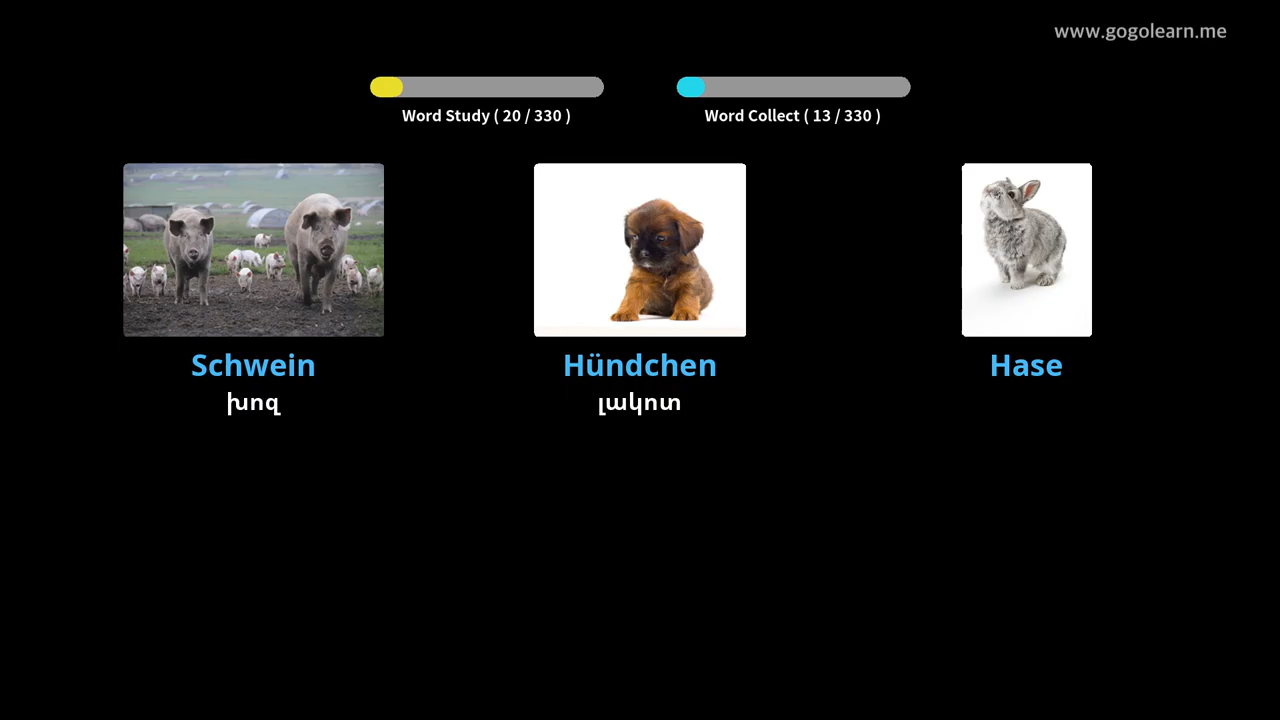 www.gogolearn.me
Word Study ( 20 / 330 )
Word Collect ( 13 / 330 )
Schwein
Hündchen
Hase
խոզ
լակոտ